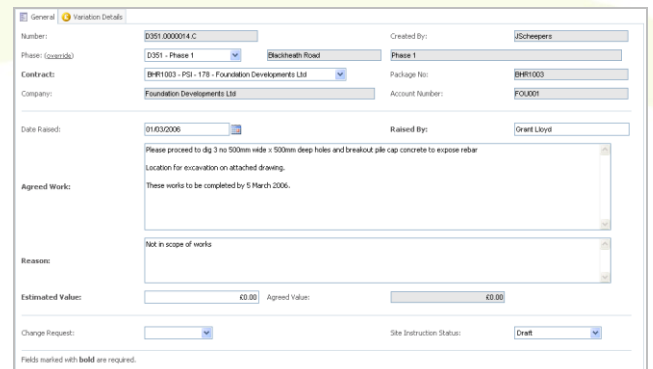 General Variation Details
Number: D351.0000014.C Created By: JScheepers
Phase: (override) D351 - Phase 1 Blackheath Road Phase 1
Contract: BHR1003 - PSI - 178 - Foundation Developments Ltd Package No: BHR1003
Company: Foundation Developments Ltd Account Number: FOU001
Date Raised: 01/03/2006 Raised By: Grant Lloyd
Please proceed to dig 3 no 500mm wide x 500mm deep holes and breakout pile cap concrete to expose rebar
Location for excavation on attached drawing.
Agreed Work: These works to be completed by 5 March 2006.
Not in scope of works
Reason:
Estimated Value: £0.00 Agreed Value: £0.00
Change Request: Site Instruction Status: Draft
Fields marked with bold are required.